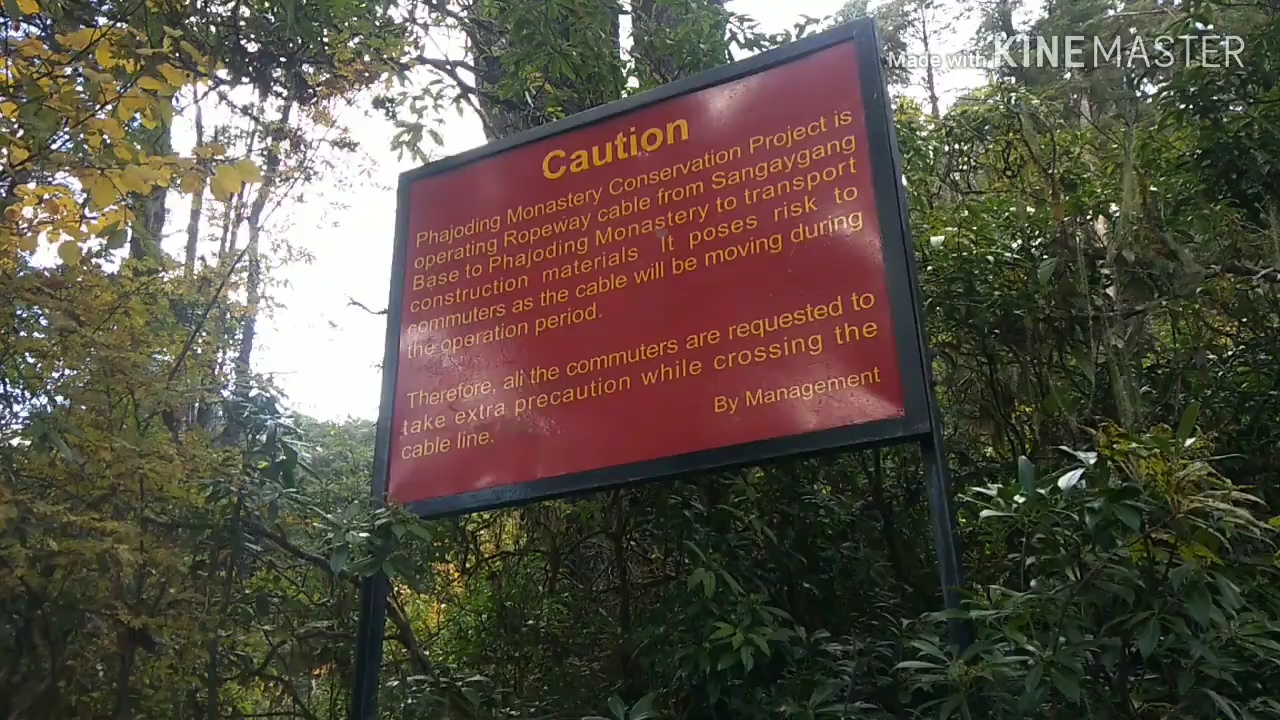 Made with KINEMASTER
Caution
Phajoding Monastery Conservation Project is
operating Ropeway cable from Sangaygang
Base to Phajoding Monastery to transport
construction materials It poses risk to
commuters as the cable will be moving during
the operation period.
Therefore, all the commuters are requested to
take extra precaution while crossing the
cable line.
By Management